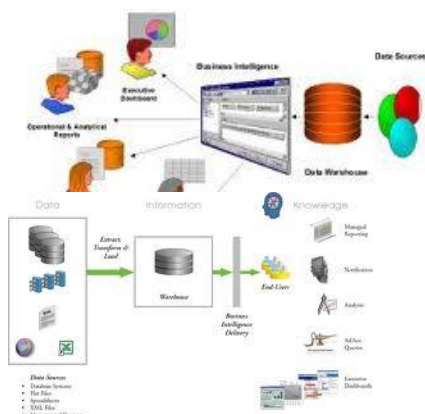 Business Intelligence
Data Sources
Executive
Dashboard
Operational & Analytical
Reports
Data Warehouse
Data
Information
Knowledge
Extract
Transform &
Load
Managed
Reporting
Notification
Warehouse
End-Users
Analysis
Business
Intelligence
Delivery
AdHoc
Queries
Executive
Dashboards
Data Sources
• Database Systems
• Flat Files
• Spreadsheets
• XML Files